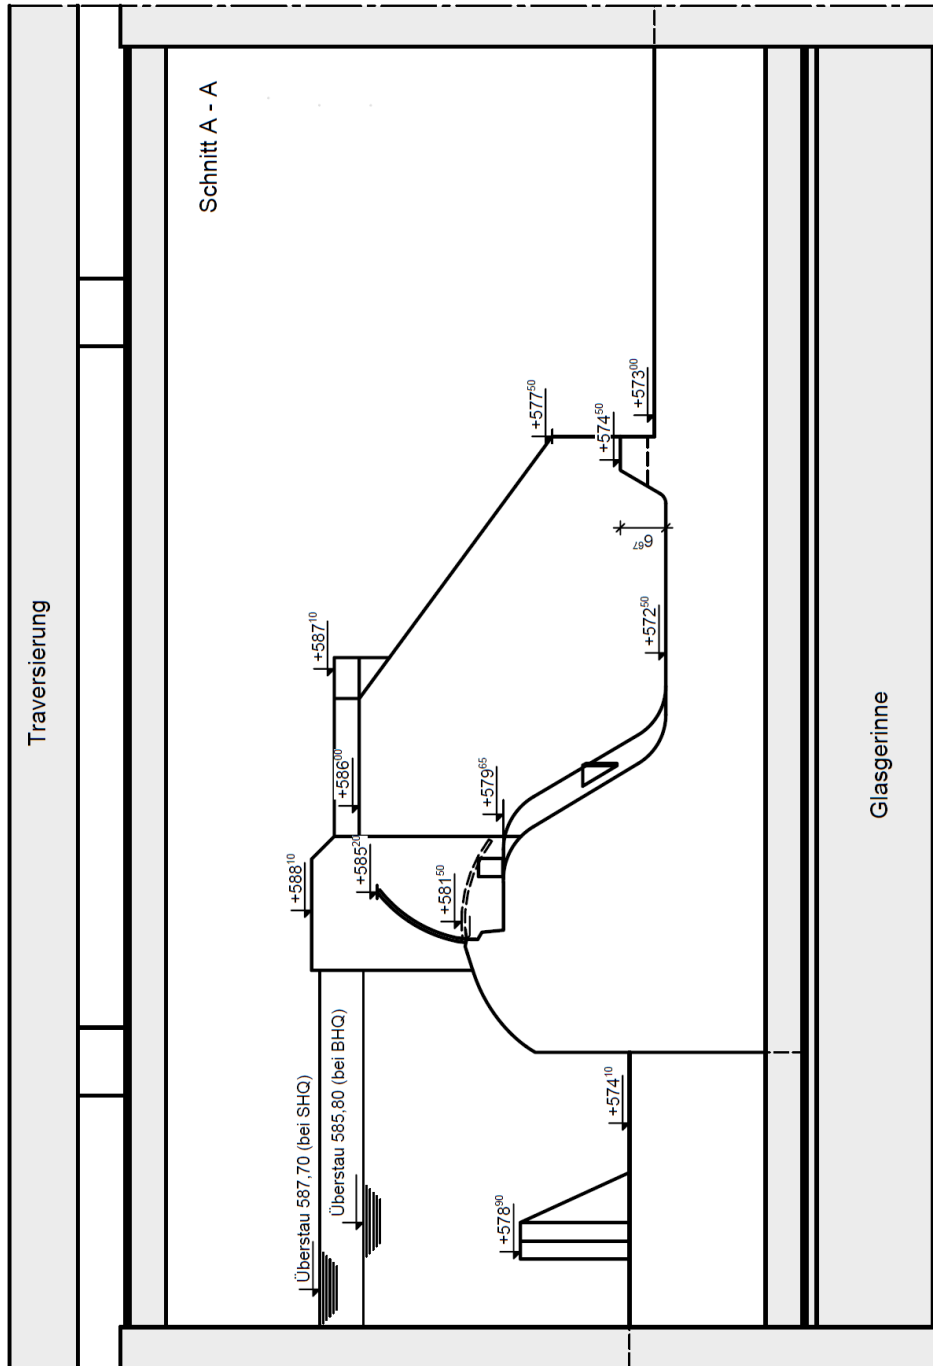 Traversierung
Schnitt A - A
Überstau 587,70 (bei SHQ)
Überstau 585,80 (bei BHQ)
+588¹⁰
+587¹⁰
+586⁰⁰
+585²⁰
+581⁵⁰
+579⁶⁵
+578⁹⁰
+577⁵⁰
+574⁵⁰
+573⁰⁰
6⁶⁷
+572⁵⁰
+574¹⁰
Glasgerinne